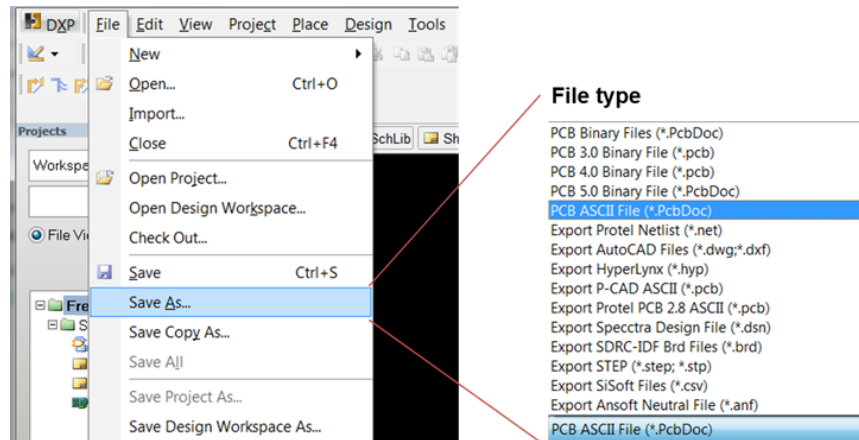 DXP File Edit View Project Place Design Tools
New
Open... Ctrl+O
Import...
Close Ctrl+F4
Open Project...
Open Design Workspace...
Check Out...
Save Ctrl+S
Save As...
Save Copy As...
Save All
Save Project As...
Save Design Workspace As...
Projects
Workspa
File Vi
Fre
S
SchLib Sh
File type
PCB Binary Files (*.PcbDoc)
PCB 3.0 Binary File (*.pcb)
PCB 4.0 Binary File (*.pcb)
PCB 5.0 Binary File (*.PcbDoc)
PCB ASCII File (*.PcbDoc)
Export Protel Netlist (*.net)
Export AutoCAD Files (*.dwg;*.dxf)
Export HyperLynx (*.hyp)
Export P-CAD ASCII (*.pcb)
Export Protel PCB 2.8 ASCII (*.pcb)
Export Specctra Design File (*.dsn)
Export SDRC-IDF Brd Files (*.brd)
Export STEP (*.step; *.stp)
Export SiSoft Files (*.csv)
Export Ansoft Neutral File (*.anf)
PCB ASCII File (*.PcbDoc)